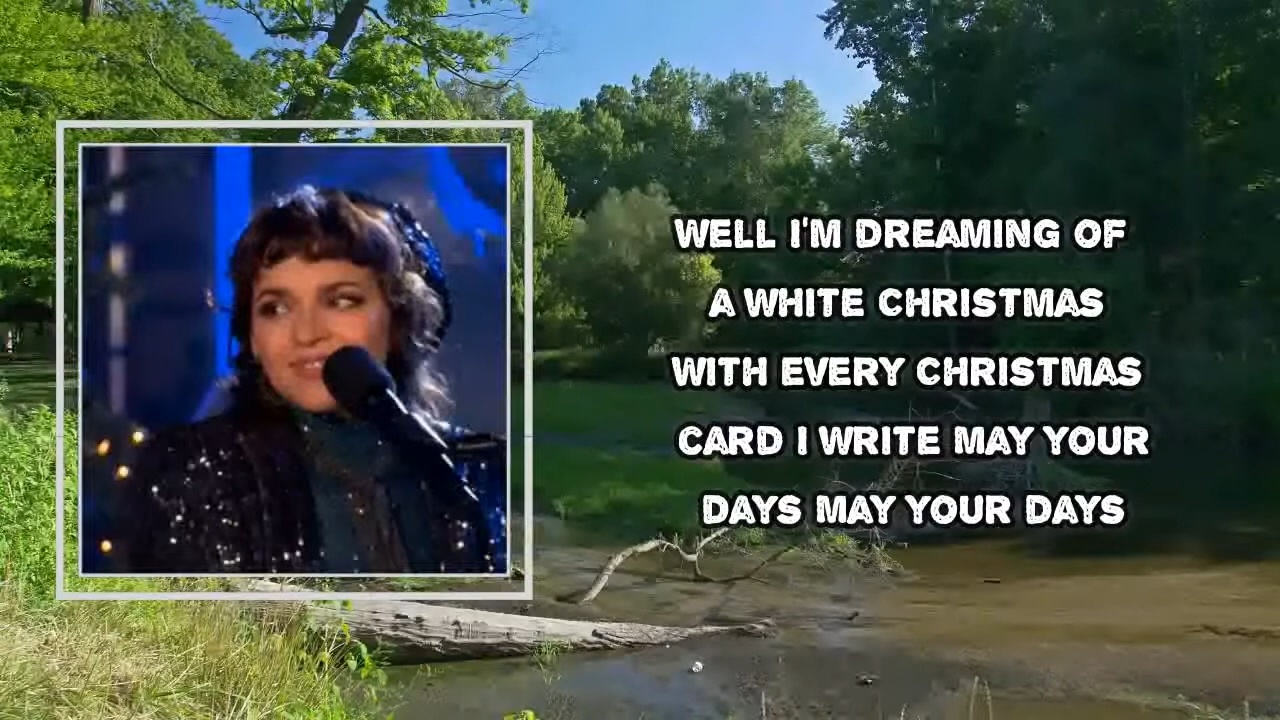 WELL I'M DREAMING OF
A WHITE CHRISTMAS
WITH EVERY CHRISTMAS
CARD I WRITE MAY YOUR
DAYS MAY YOUR DAYS